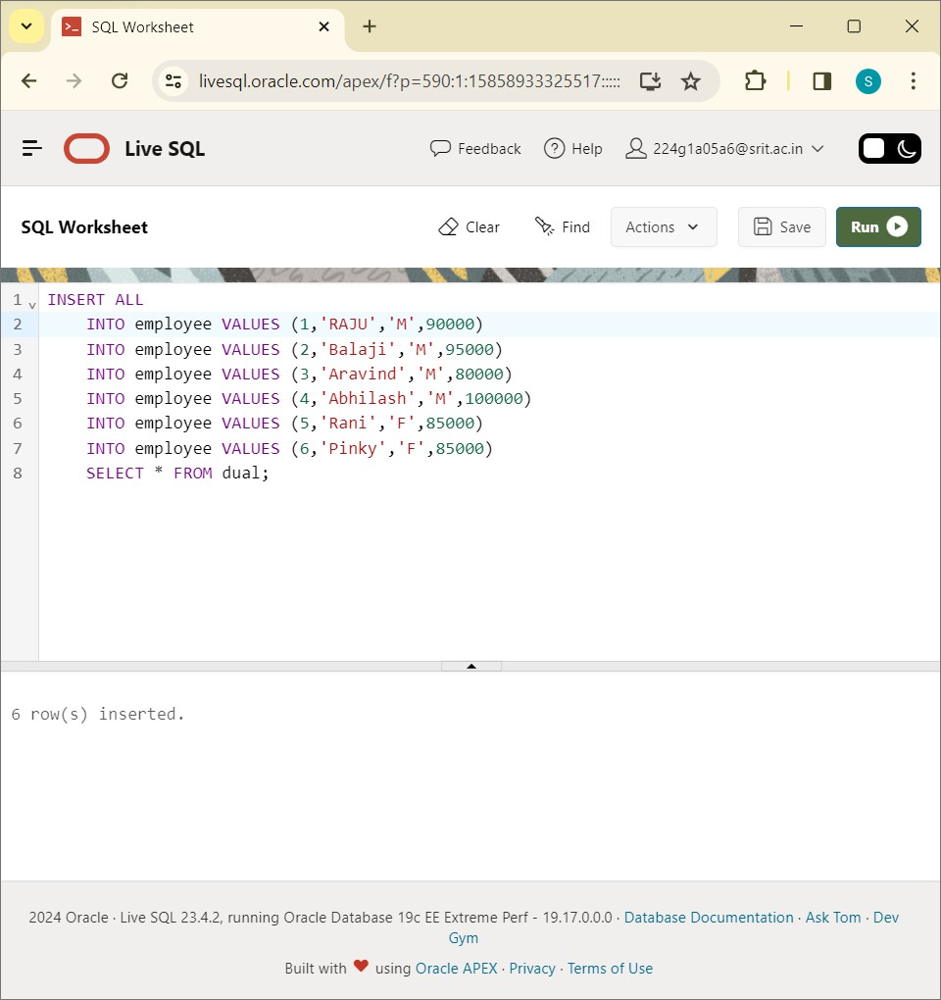 SQL Worksheet
livesql.oracle.com/apex/f?p=590:1:15858933325517:::::
S
Live SQL
Feedback
Help
224g1a05a6@srit.ac.in
SQL Worksheet
Clear
Find
Actions
Save
Run
1 INSERT ALL
2 INTO employee VALUES (1,'RAJU','M',90000)
3 INTO employee VALUES (2,'Balaji','M',95000)
4 INTO employee VALUES (3,'Aravind','M',80000)
5 INTO employee VALUES (4,'Abhilash','M',100000)
6 INTO employee VALUES (5,'Rani','F',85000)
7 INTO employee VALUES (6,'Pinky','F',85000)
8 SELECT * FROM dual;
6 row(s) inserted.
2024 Oracle · Live SQL 23.4.2, running Oracle Database 19c EE Extreme Perf - 19.17.0.0.0 · Database Documentation · Ask Tom · Dev
Gym
Built with ❤ using Oracle APEX · Privacy · Terms of Use